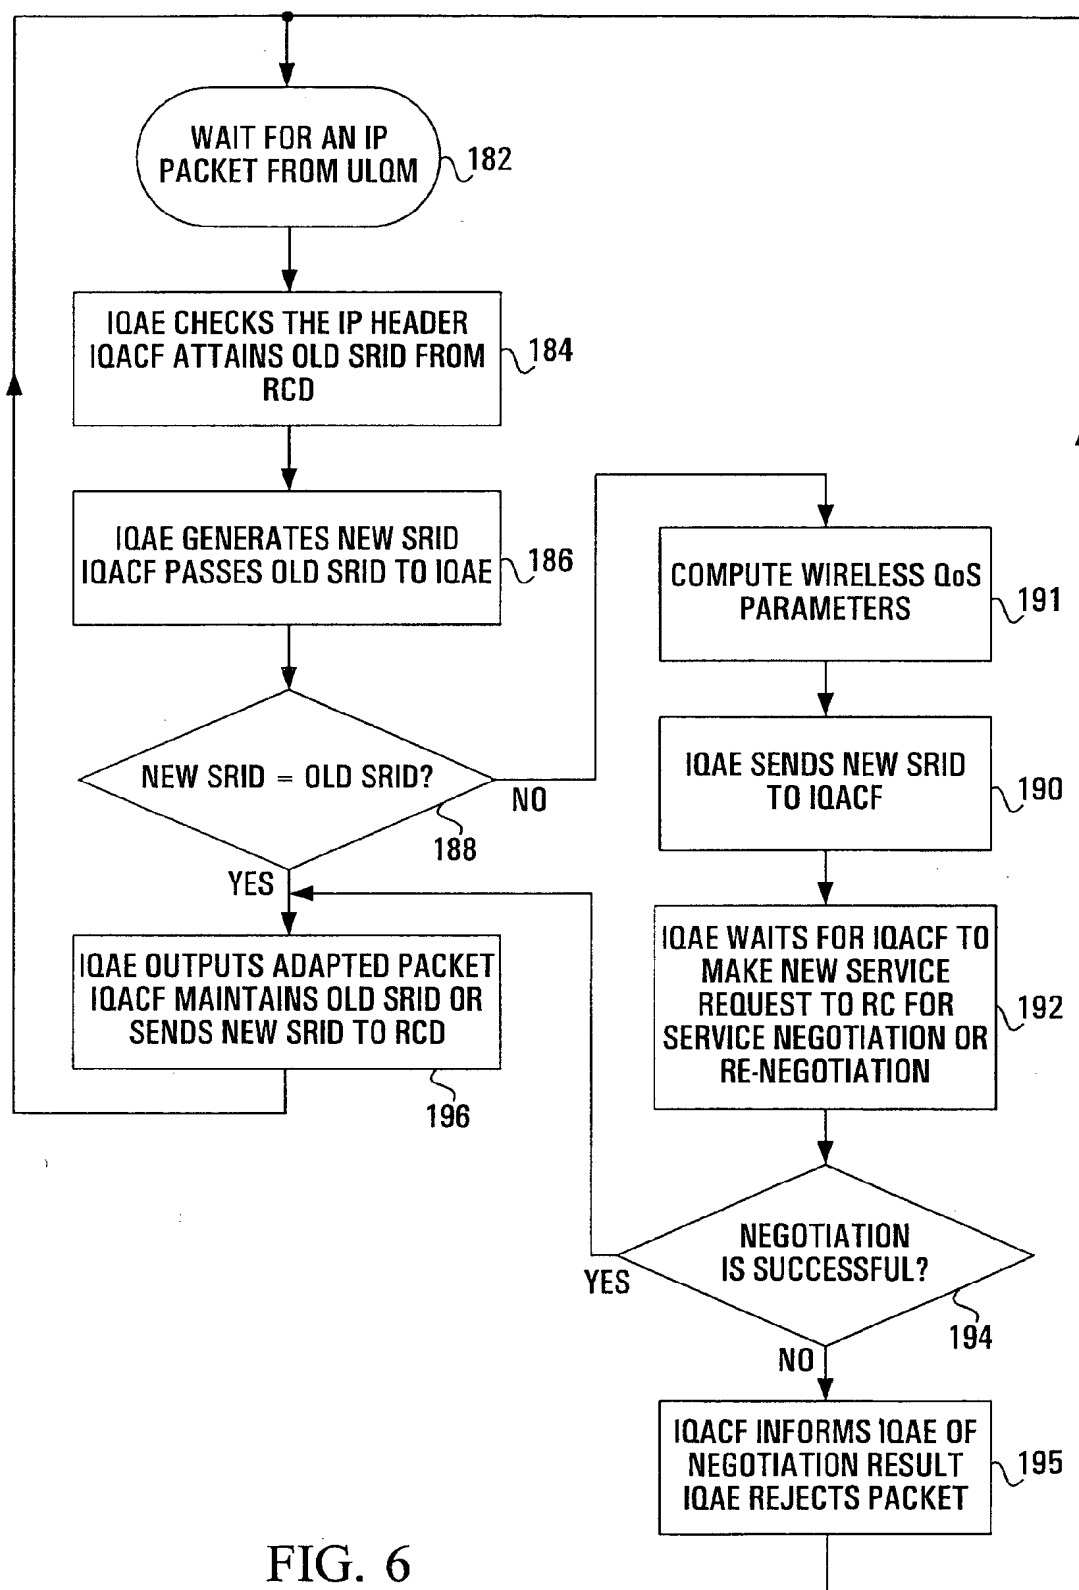 WAIT FOR AN IP
PACKET FROM ULQM
182
IQAE CHECKS THE IP HEADER
IQACF ATTAINS OLD SRID FROM
RCD
184
IQAE GENERATES NEW SRID
IQACF PASSES OLD SRID TO IQAE
186
NEW SRID = OLD SRID?
NO
188
YES
IQAE OUTPUTS ADAPTED PACKET
IQACF MAINTAINS OLD SRID OR
SENDS NEW SRID TO RCD
196
COMPUTE WIRELESS QoS
PARAMETERS
191
IQAE SENDS NEW SRID
TO IQACF
190
IQAE WAITS FOR IQACF TO
MAKE NEW SERVICE
REQUEST TO RC FOR
SERVICE NEGOTIATION OR
RE-NEGOTIATION
192
NEGOTIATION
IS SUCCESSFUL?
YES
194
NO
IQACF INFORMS IQAE OF
NEGOTIATION RESULT
IQAE REJECTS PACKET
195
FIG. 6